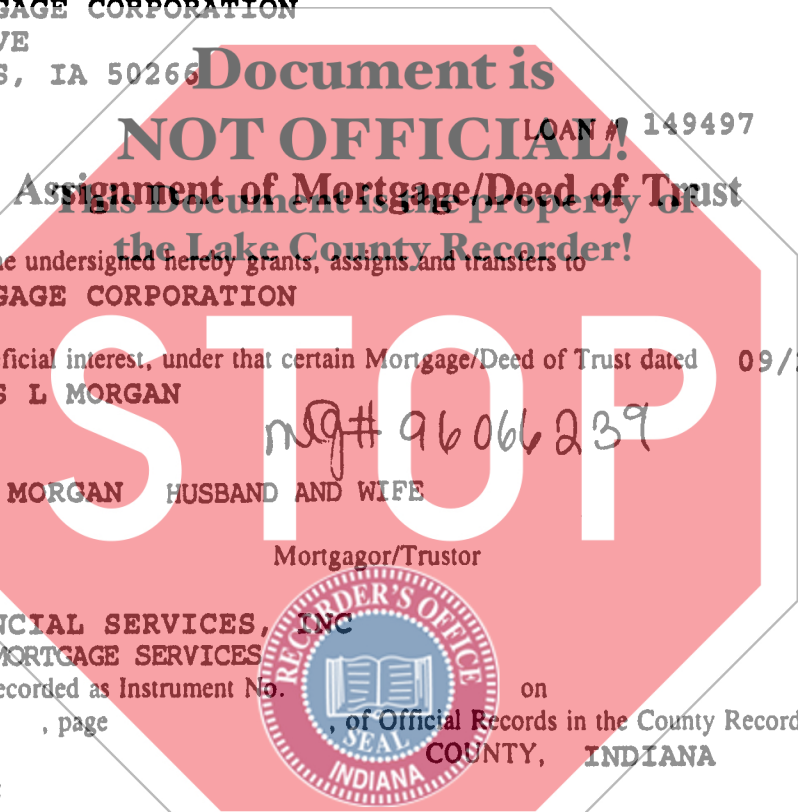 GAGE CORPORATION
VE
S, IA 50266
Document is
NOT OFFICIAL!
LOAN # 149497
Assignment of Mortgage/Deed of Trust
This Document is the property of
the Lake County Recorder!
undersigned hereby grants, assigns and transfers to
GAGE CORPORATION
ficial interest, under that certain Mortgage/Deed of Trust dated 09/
S L MORGAN
mg# 96066239
STOP
MORGAN HUSBAND AND WIFE
Mortgagor/Trustor
NCIAL SERVICES, INC
MORTGAGE SERVICES
ecorded as Instrument No. on
, page , of Official Records in the County Record
COUNTY, INDIANA
RECORDER'S OFFICE
SEAL
INDIANA